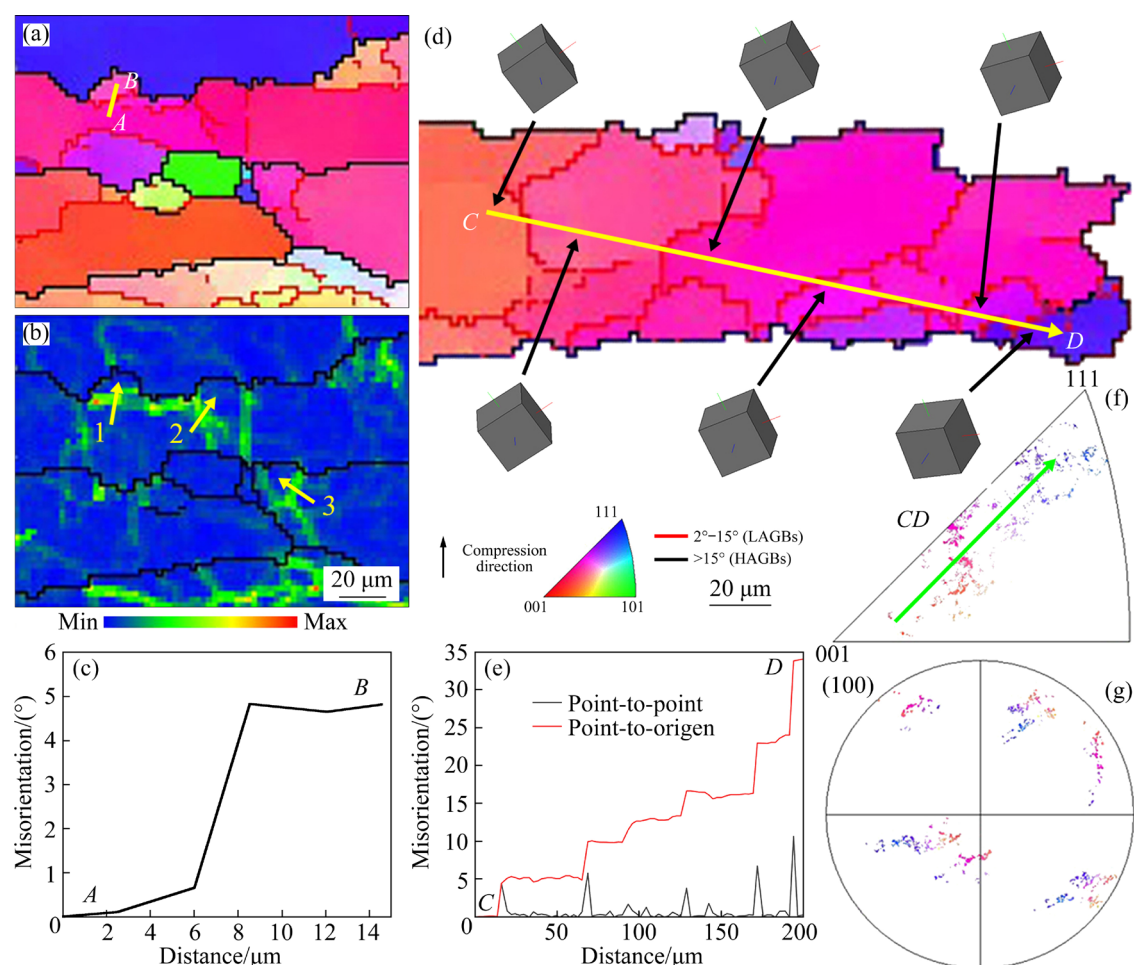 (a)
B
A
(b)
1
2
3
20 μm
Min
Max
(c)
6
5
4
3
2
1
0
A
B
2
4
6
8
10
12
14
Misorientation/(°)
Distance/μm
(d)
C
D
Compression
direction
111
001
101
2°−15° (LAGBs)
>15° (HAGBs)
20 μm
(e)
35
30
25
20
15
10
5
0
C
D
Point-to-point
Point-to-origen
50
100
150
200
Misorientation/(°)
Distance/μm
111
(f)
CD
001
(100)
(g)